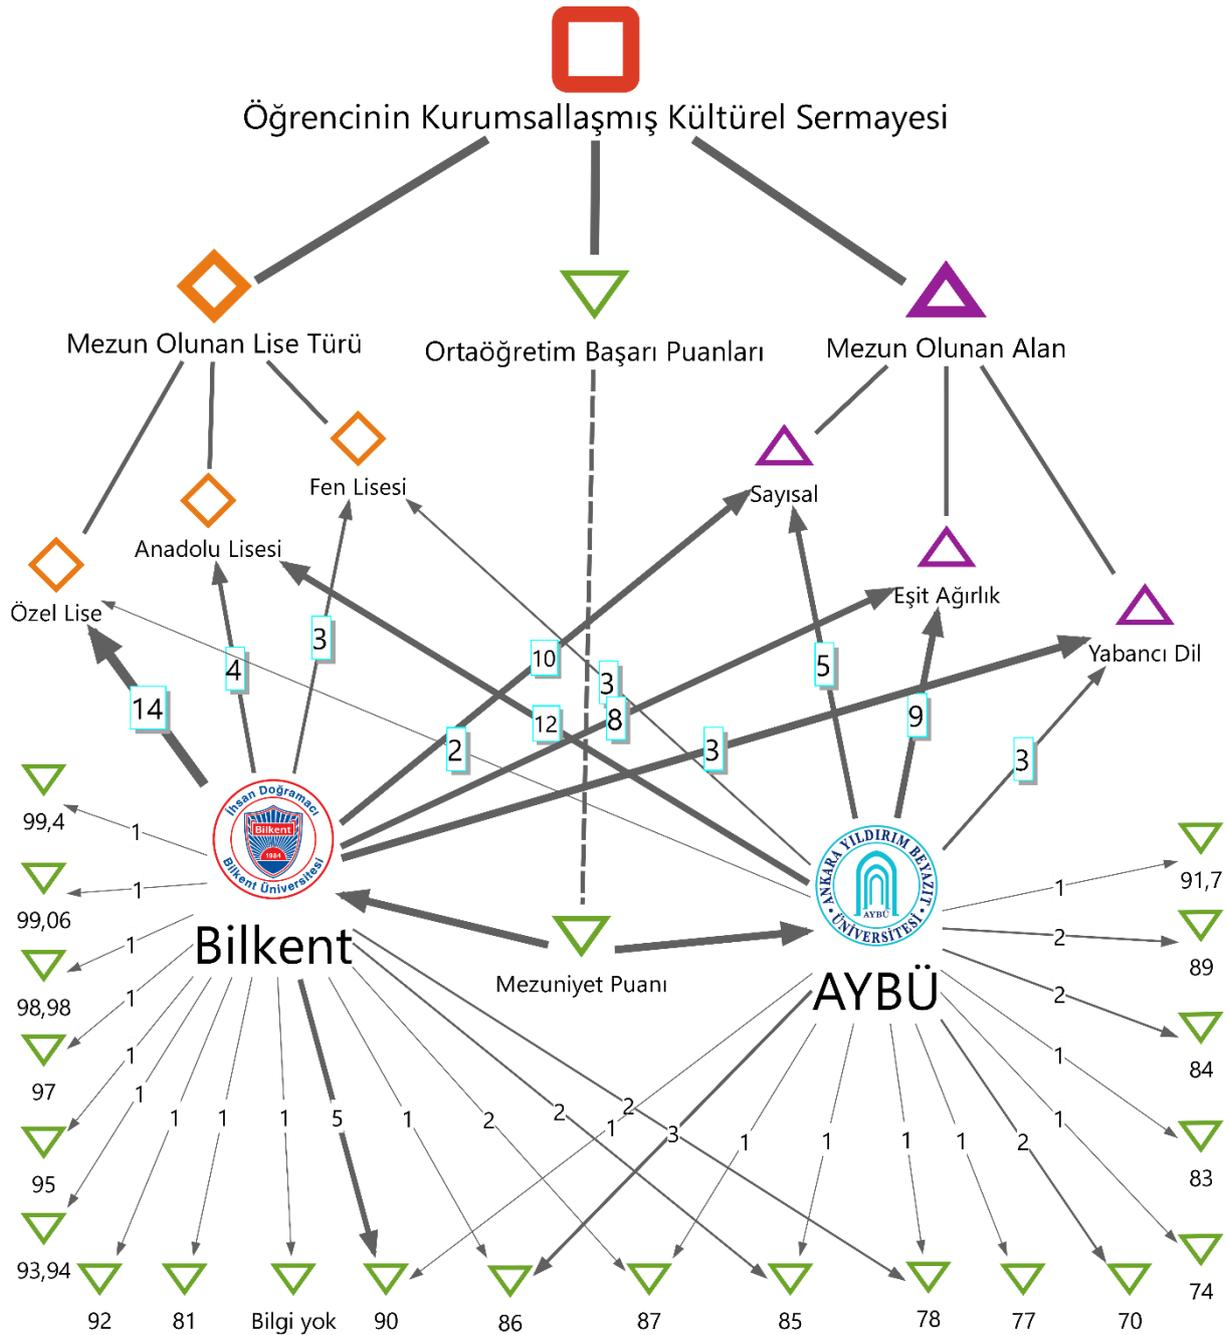 Öğrencinin Kurumsallaşmış Kültürel Sermayesi
Mezun Olunan Lise Türü
Ortaöğretim Başarı Puanları
Mezun Olunan Alan
Fen Lisesi
Sayısal
Anadolu Lisesi
Eşit Ağırlık
Özel Lise
Yabancı Dil
3
10
5
4
3
14
12
8
9
2
3
3
İhsan Doğramacı
Bilkent
1984
Bilkent Üniversitesi
ANKARA YILDIRIM BEYAZIT
AYBÜ
ÜNİVERSİTESİ
99,4
1
91,7
1
99,06
1
89
2
Bilkent
1
98,98
Mezuniyet Puanı
AYBÜ
1
2
84
97
1
1
1
1
1
1
5
1
2
2
2
1
3
1
1
1
1
2
1
95
83
93,94
74
92
81
Bilgi yok
90
86
87
85
78
77
70